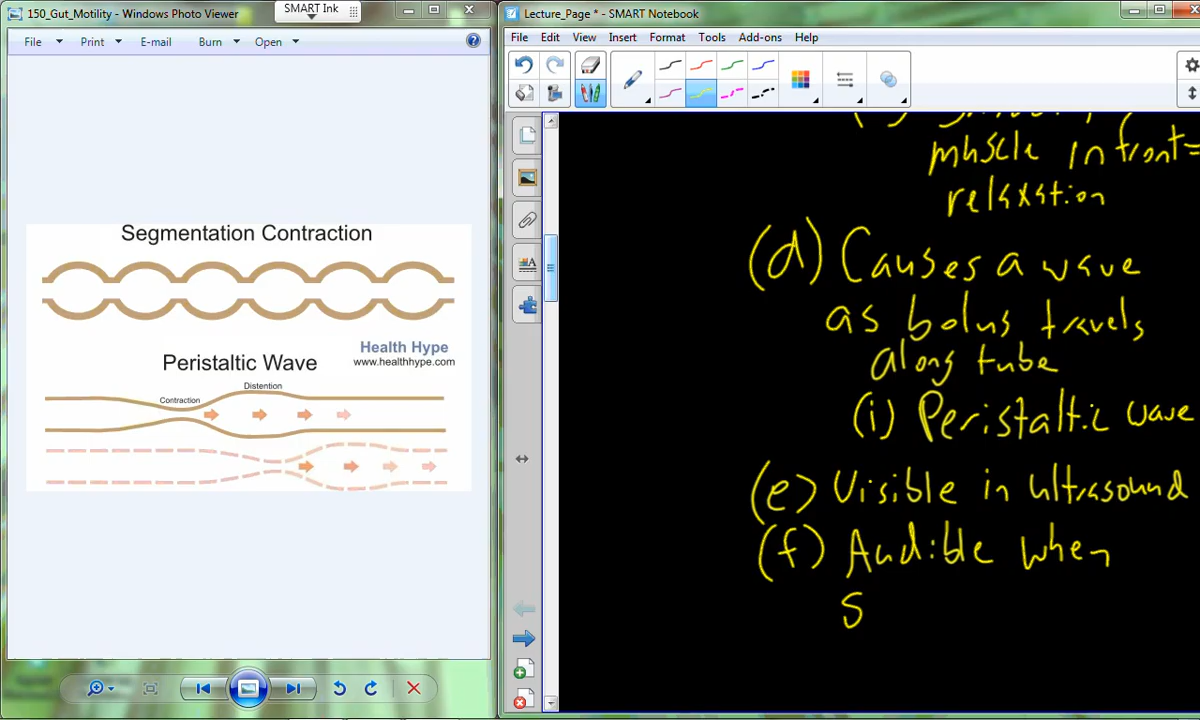 150_Gut_Motility - Windows Photo Viewer
SMART Ink
File Print E-mail Burn Open
Segmentation Contraction
Health Hype
www.healthhype.com
Peristaltic Wave
Distention
Contraction
Lecture_Page * - SMART Notebook
File Edit View Insert Format Tools Add-ons Help
muscle in front=
relaxation
(d) Causes a wave
as bolus travels
along tube
(i) Peristaltic wave
(e) Visible in ultrasound
(f) Audible when
S